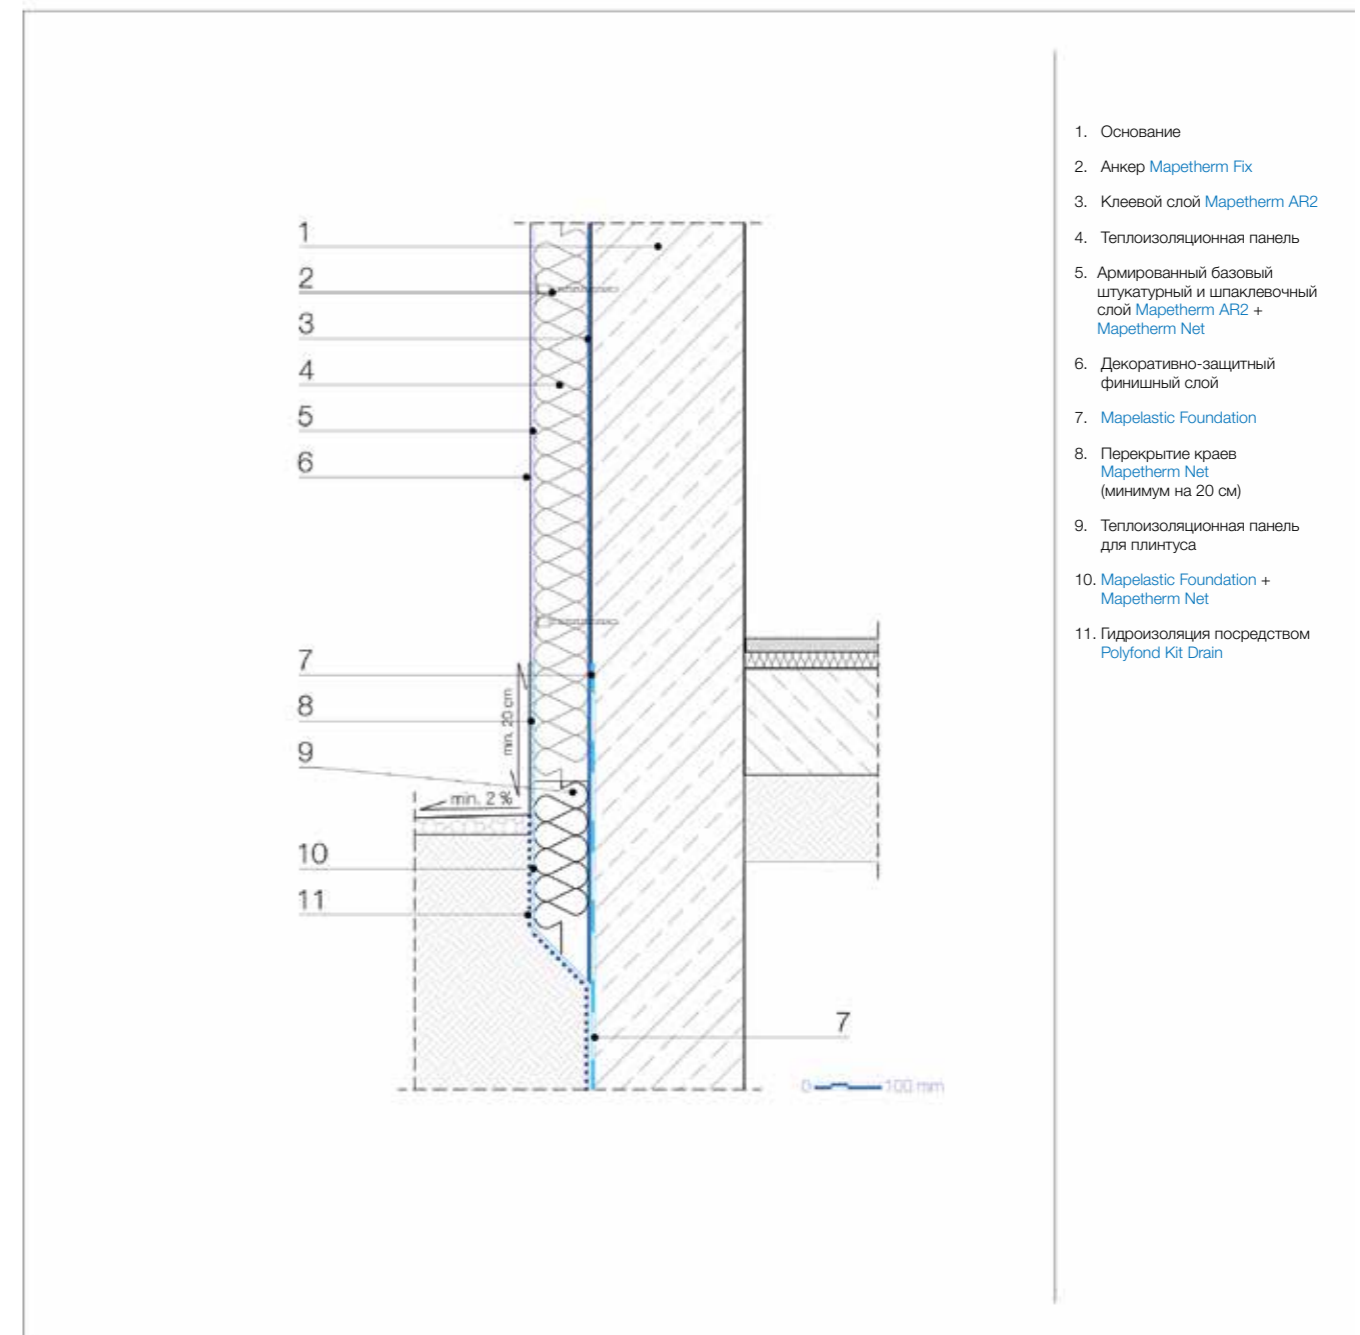 1
2
3
4
5
6
7
8
9
10
11
min. 20 cm
min. 2 %
7
0 100 mm
1. Основание
2. Анкер Mapetherm Fix
3. Клеевой слой Mapetherm AR2
4. Теплоизоляционная панель
5. Армированный базовый
штукатурный и шпаклевочный
слой Mapetherm AR2 +
Mapetherm Net
6. Декоративно-защитный
финишный слой
7. Mapelastic Foundation
8. Перекрытие краев
Mapetherm Net
(минимум на 20 см)
9. Теплоизоляционная панель
для плинтуса
10. Mapelastic Foundation +
Mapetherm Net
11. Гидроизоляция посредством
Polyfond Kit Drain